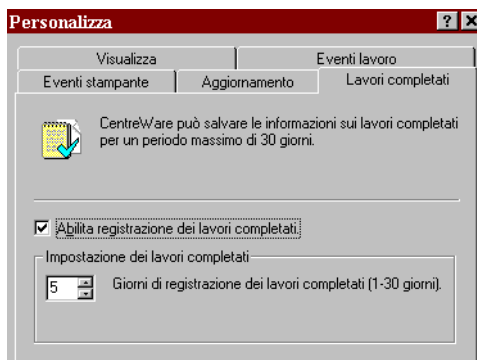 Personalizza
Visualizza
Eventi lavoro
Eventi stampante
Aggiornamento
Lavori completati
CentreWare può salvare le informazioni sui lavori completati
per un periodo massimo di 30 giorni.
Abilita registrazione dei lavori completati.
Impostazione dei lavori completati
5 Giorni di registrazione dei lavori completati (1-30 giorni).